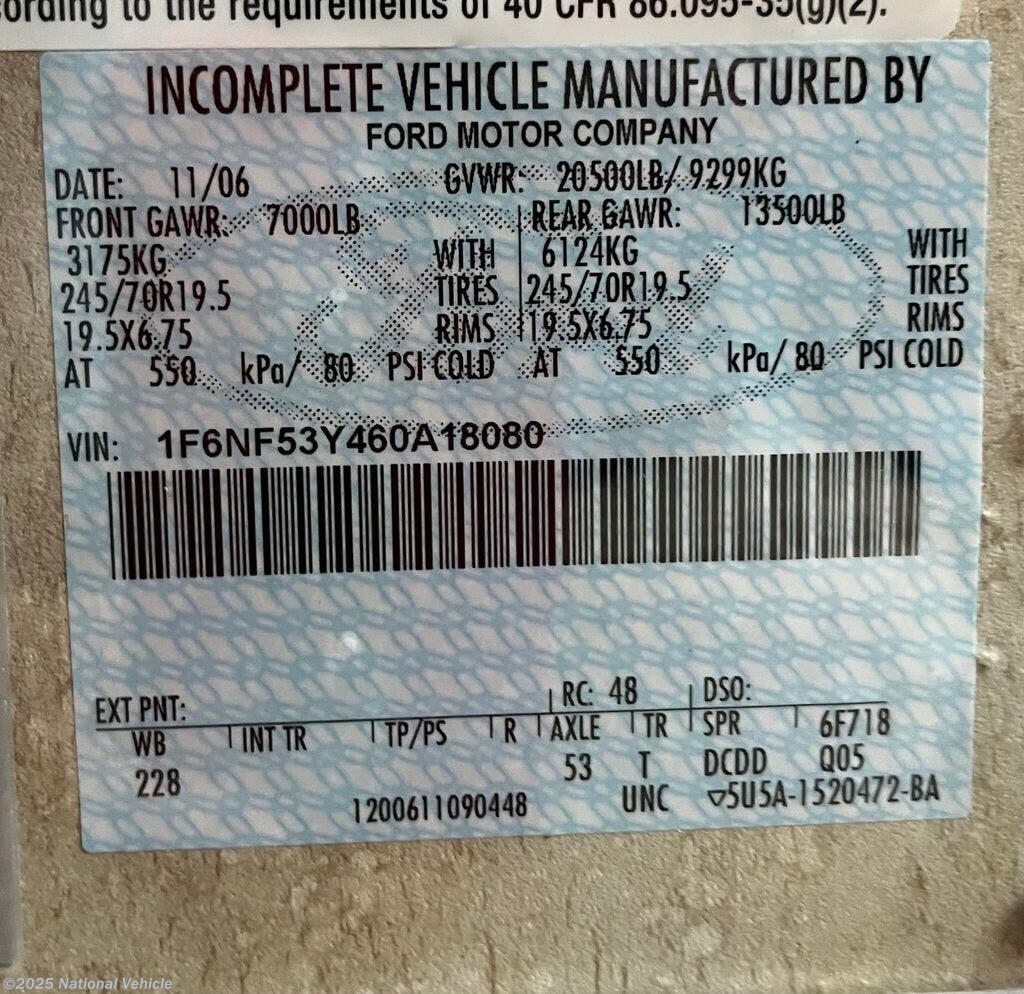 cording to the requirements of 40 CFR 86.095-35(g)(2).
INCOMPLETE VEHICLE MANUFACTURED BY
FORD MOTOR COMPANY
DATE: 11/06 GVWR: 20500LB/ 9299KG
FRONT GAWR: 7000LB REAR GAWR: 13500LB
3175KG WITH 6124KG WITH
245/70R19.5 TIRES 245/70R19.5 TIRES
19.5X6.75 RIMS 19.5X6.75 RIMS
AT 550 kPa/ 80 PSI COLD AT 550 kPa/ 80 PSI COLD
VIN: 1F6NF53Y460A18080
EXT PNT: RC: 48 DSO:
WB INT TR TP/PS R AXLE TR SPR 6F718
228 53 T DCDD Q05
1200611090448 UNC ▽5U5A-1520472-BA
©2025 National Vehicle